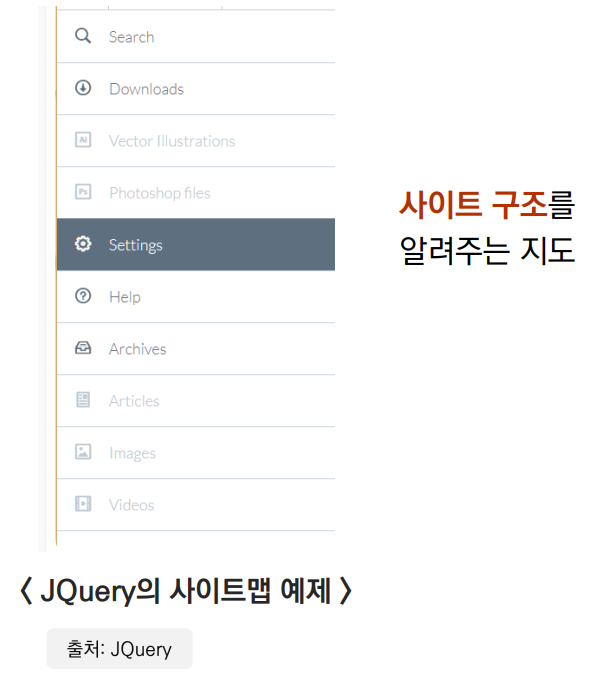 Search
Downloads
Ai Vector Illustrations
Ps Photoshop files
사이트 구조를
알려주는 지도
Settings
Help
Archives
Articles
Images
Videos
〈 JQuery의 사이트맵 예제 〉
출처: JQuery